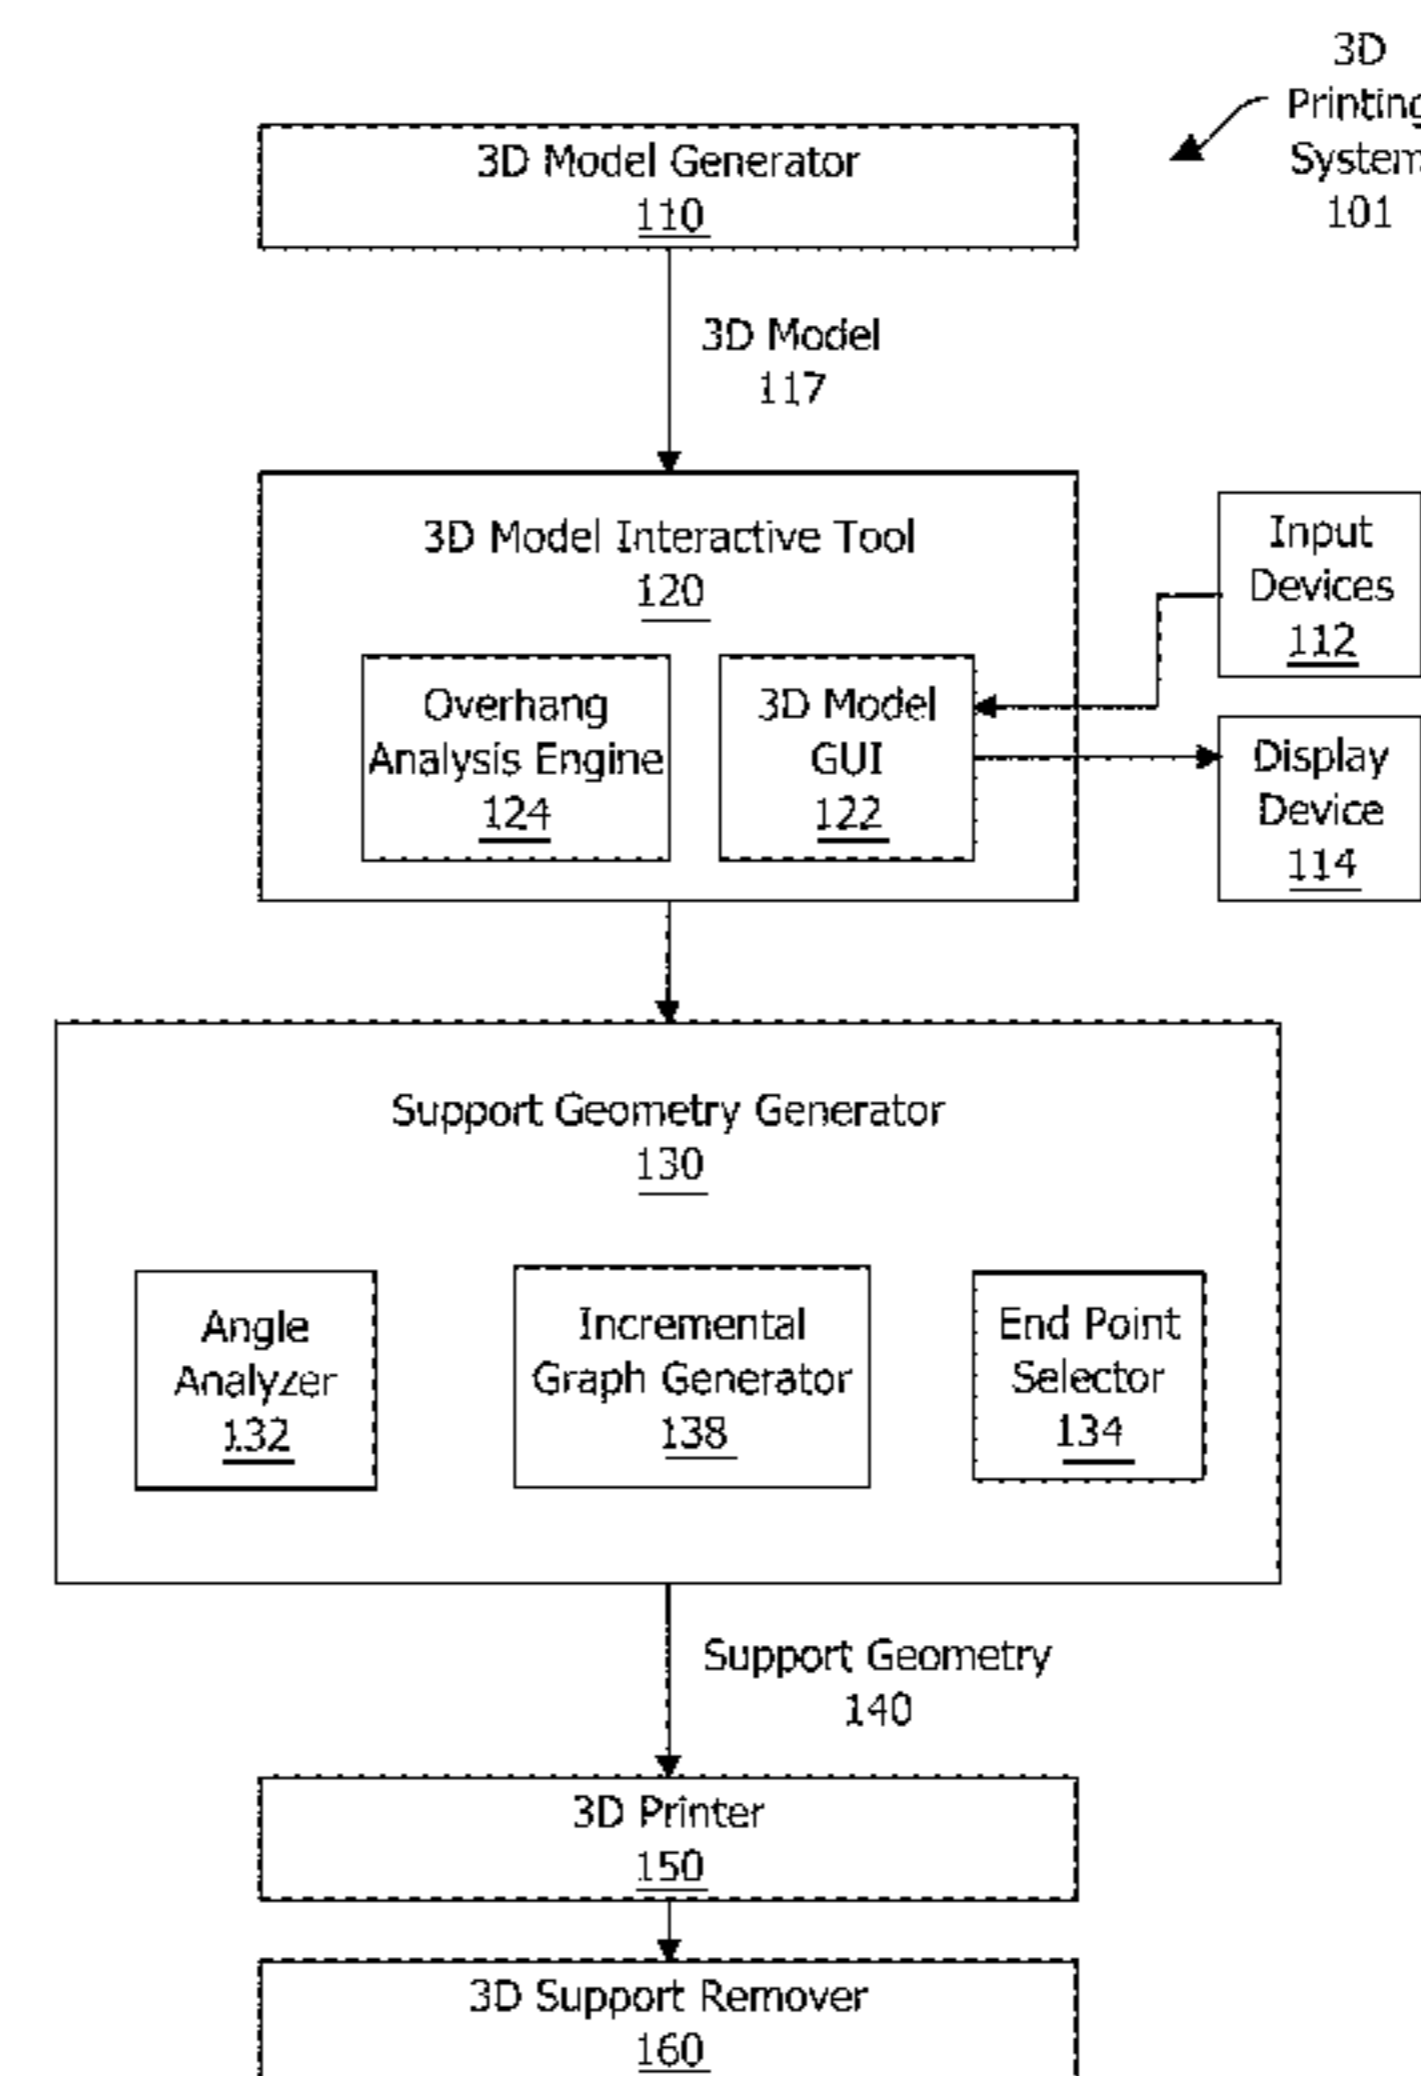 3D
Printing
System
101
3D Model Generator
110
3D Model
117
3D Model Interactive Tool
120
Input
Devices
112
Overhang
Analysis Engine
124
3D Model
GUI
122
Display
Device
114
Support Geometry Generator
130
Angle
Analyzer
132
Incremental
Graph Generator
138
End Point
Selector
134
Support Geometry
140
3D Printer
150
3D Support Remover
160